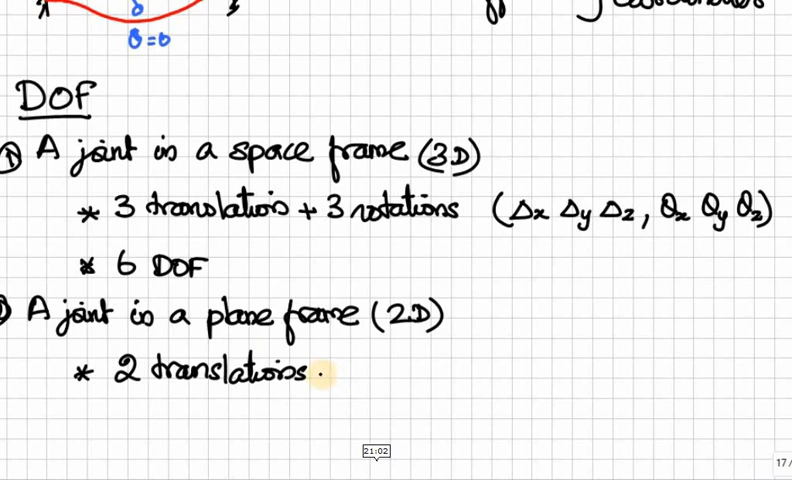 θ=0
DOF
① A joint in a space frame (3D)
* 3 translations + 3 rotations (Δx Δy Δz, θx θy θz)
* 6 DOF
A joint in a plane frame (2D)
* 2 translations
21:02
17/